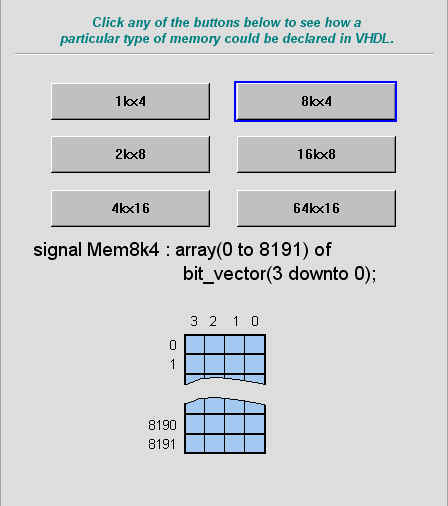 Click any of the buttons below to see how a
particular type of memory could be declared in VHDL.
1kx4
8kx4
2kx8
16kx8
4kx16
64kx16
signal Mem8k4 : array(0 to 8191) of
bit_vector(3 downto 0);
3 2 1 0
0
1
8190
8191